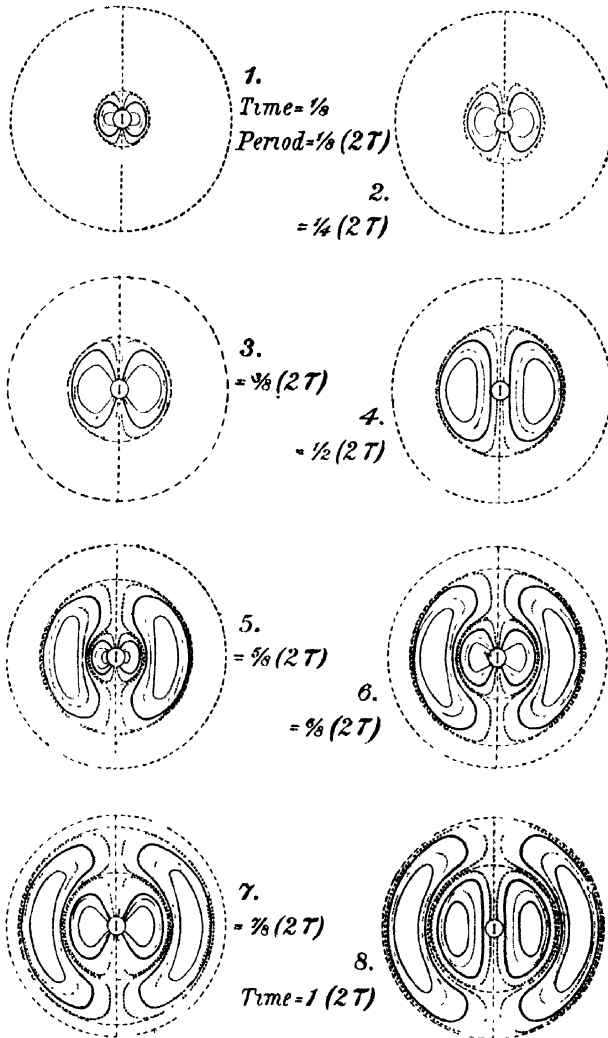 1.
Time=1/8
Period=1/8(2T)
2.
=1/4(2T)
3.
=3/8(2T)
4.
=1/2(2T)
5.
=5/8(2T)
6.
=6/8(2T)
7.
=7/8(2T)
8.
Time=1(2T)